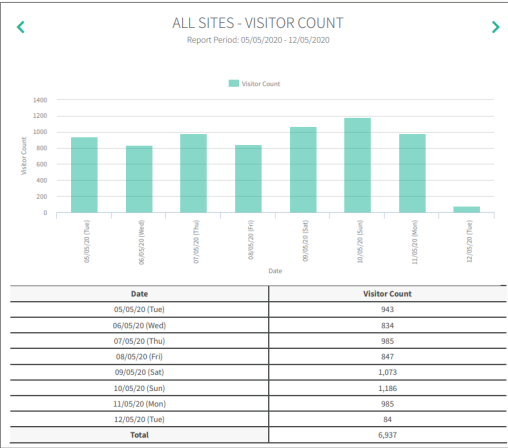 ALL SITES - VISITOR COUNT
Report Period: 05/05/2020 - 12/05/2020
Visitor Count
1400
1200
1000
800
600
400
200
0
Visitor Count
05/05/20 (Tue)
06/05/20 (Wed)
07/05/20 (Thu)
08/05/20 (Fri)
09/05/20 (Sat)
10/05/20 (Sun)
11/05/20 (Mon)
12/05/20 (Tue)
Date
Date Visitor Count
05/05/20 (Tue) 943
06/05/20 (Wed) 834
07/05/20 (Thu) 985
08/05/20 (Fri) 847
09/05/20 (Sat) 1,073
10/05/20 (Sun) 1,186
11/05/20 (Mon) 985
12/05/20 (Tue) 84
Total 6,937